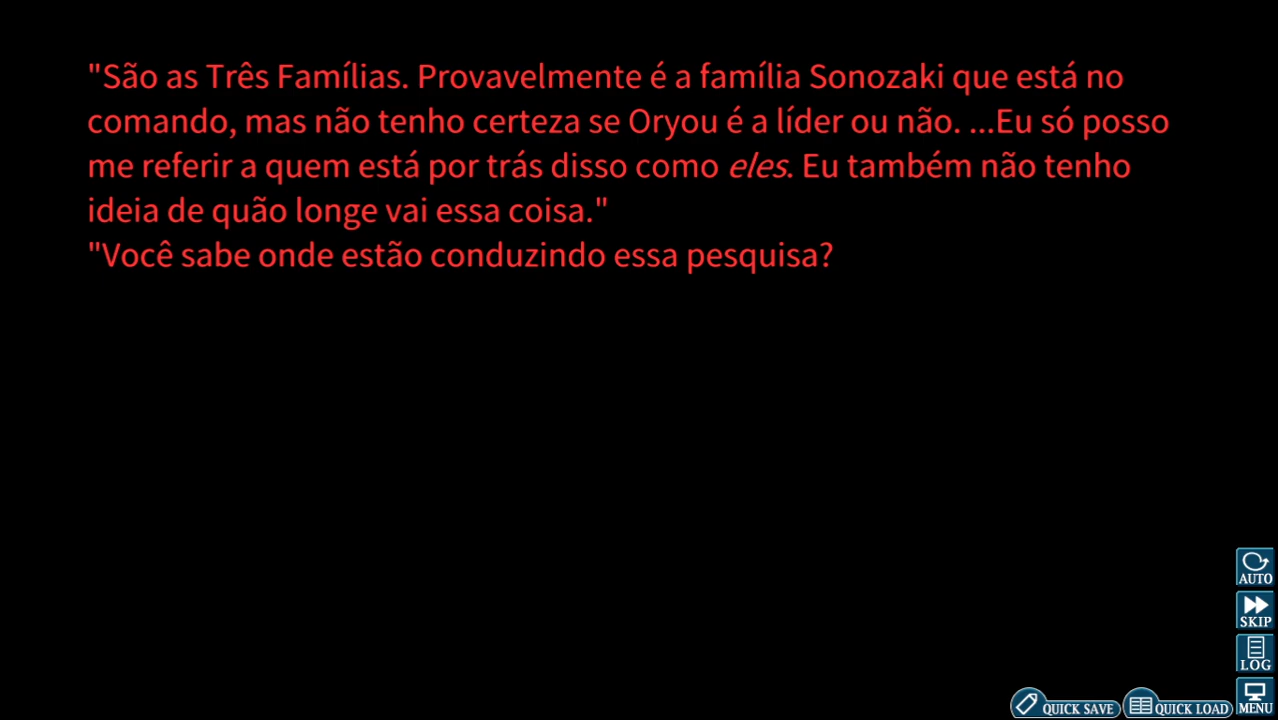 "São as Três Famílias. Provavelmente é a família Sonozaki que está no
comando, mas não tenho certeza se Oryou é a líder ou não. ...Eu só posso
me referir a quem está por trás disso como eles. Eu também não tenho
ideia de quão longe vai essa coisa."
"Você sabe onde estão conduzindo essa pesquisa?
AUTO
SKIP
LOG
QUICK SAVE QUICK LOAD MENU